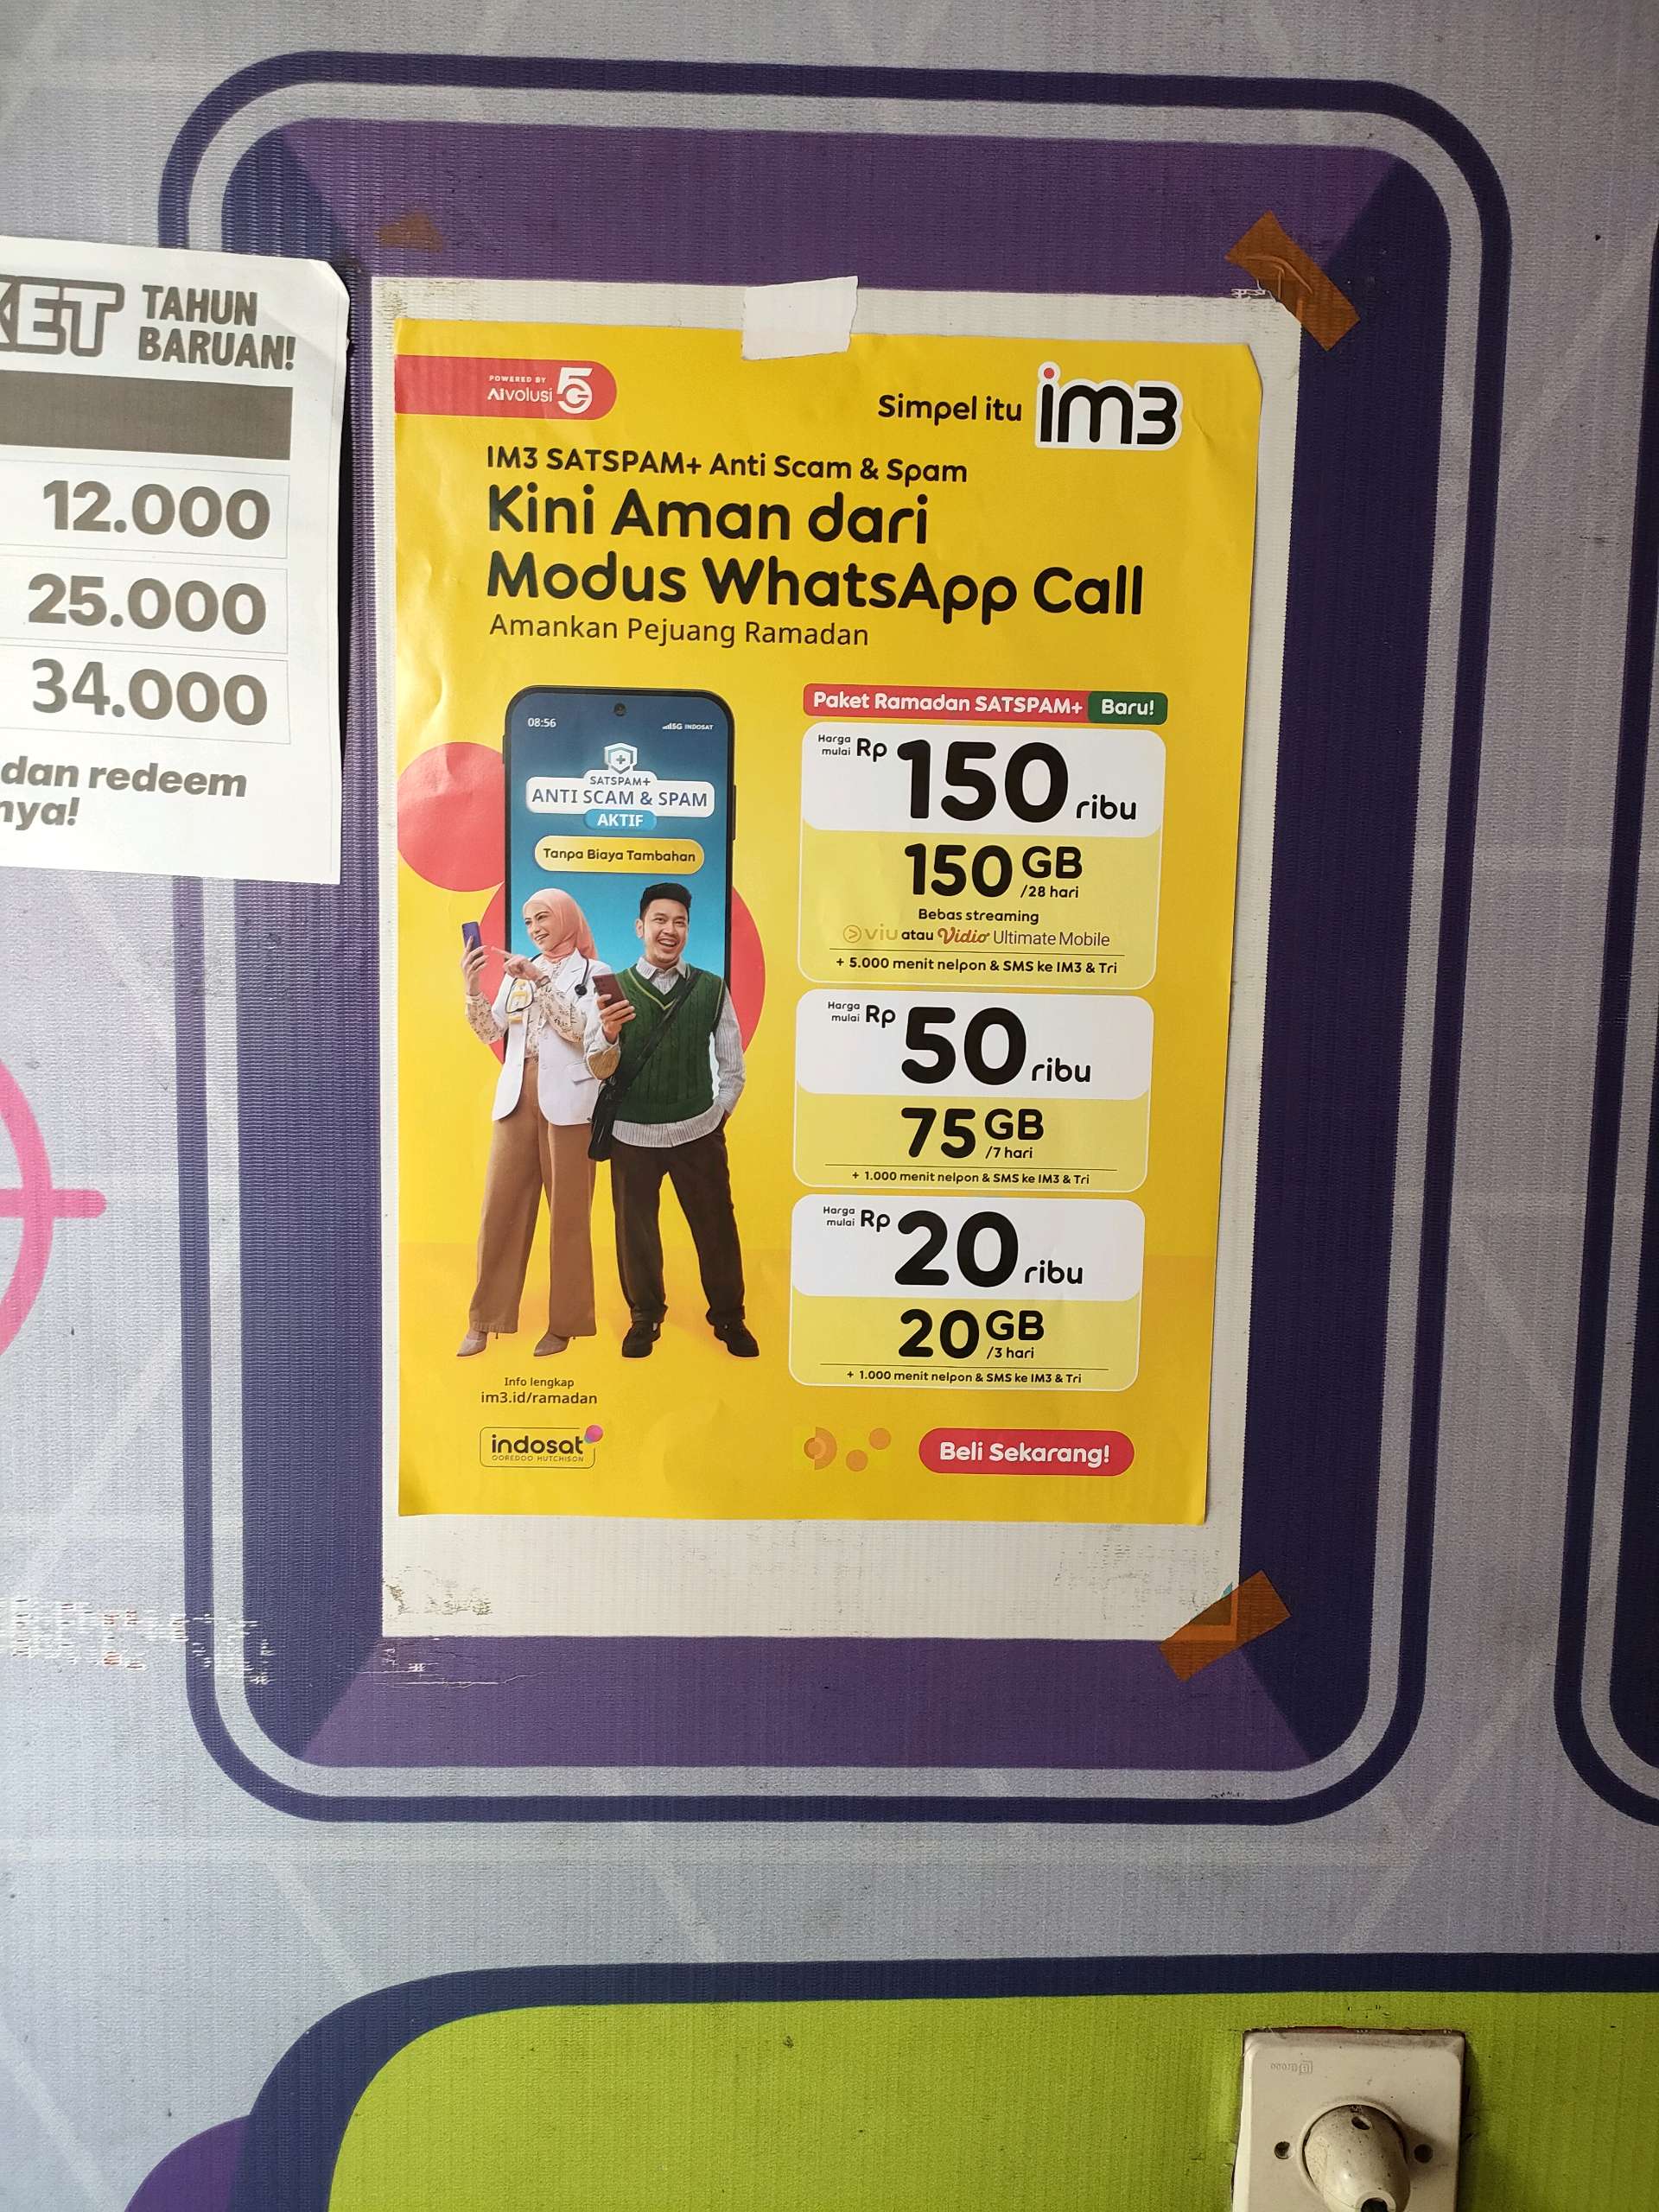 KET TAHUN
BARUAN!
12.000
25.000
34.000
dan redeem
nya!
POWERED BY
AIvolusi 5G
Simpel itu im3
IM3 SATSPAM+ Anti Scam & Spam
Kini Aman dari
Modus WhatsApp Call
Amankan Pejuang Ramadan
08:56
5G INDOSAT
SATSPAM+
ANTI SCAM & SPAM
AKTIF
Tanpa Biaya Tambahan
Paket Ramadan SATSPAM+ Baru!
Harga mulai Rp 150 ribu
150 GB /28 hari
Bebas streaming
viu atau Vidio Ultimate Mobile
+ 5.000 menit nelpon & SMS ke IM3 & Tri
Harga mulai Rp 50 ribu
75 GB /7 hari
+ 1.000 menit nelpon & SMS ke IM3 & Tri
Harga mulai Rp 20 ribu
20 GB /3 hari
+ 1.000 menit nelpon & SMS ke IM3 & Tri
Info lengkap
im3.id/ramadan
indosat
OOREDOO HUTCHISON
Beli Sekarang!